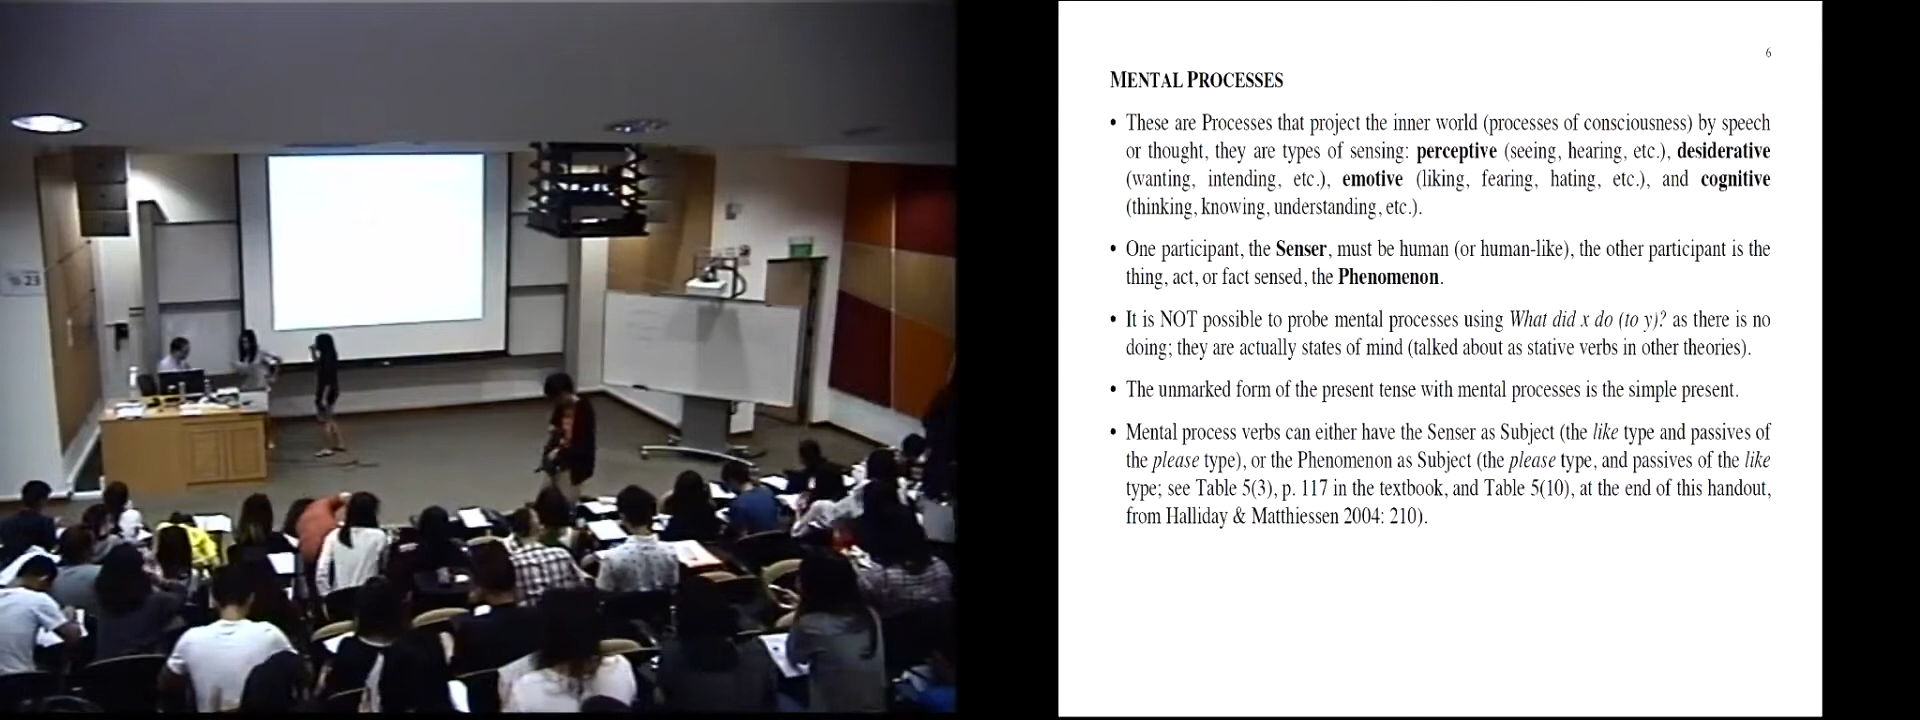 23
6
MENTAL PROCESSES
• These are Processes that project the inner world (processes of consciousness) by speech
or thought, they are types of sensing: perceptive (seeing, hearing, etc.), desiderative
(wanting, intending, etc.), emotive (liking, fearing, hating, etc.), and cognitive
(thinking, knowing, understanding, etc.).
• One participant, the Senser, must be human (or human-like), the other participant is the
thing, act, or fact sensed, the Phenomenon.
• It is NOT possible to probe mental processes using What did x do (to y)? as there is no
doing; they are actually states of mind (talked about as stative verbs in other theories).
• The unmarked form of the present tense with mental processes is the simple present.
• Mental process verbs can either have the Senser as Subject (the like type and passives of
the please type), or the Phenomenon as Subject (the please type, and passives of the like
type; see Table 5(3), p. 117 in the textbook, and Table 5(10), at the end of this handout,
from Halliday & Matthiessen 2004: 210).